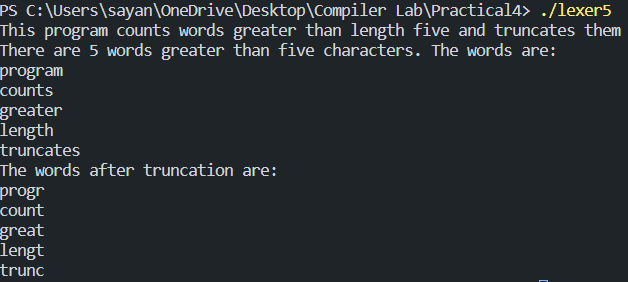 PS C:\Users\sayan\OneDrive\Desktop\Compiler Lab\Practical4> ./lexer5
This program counts words greater than length five and truncates them
There are 5 words greater than five characters. The words are:
program
counts
greater
length
truncates
The words after truncation are:
progr
count
great
lengt
trunc